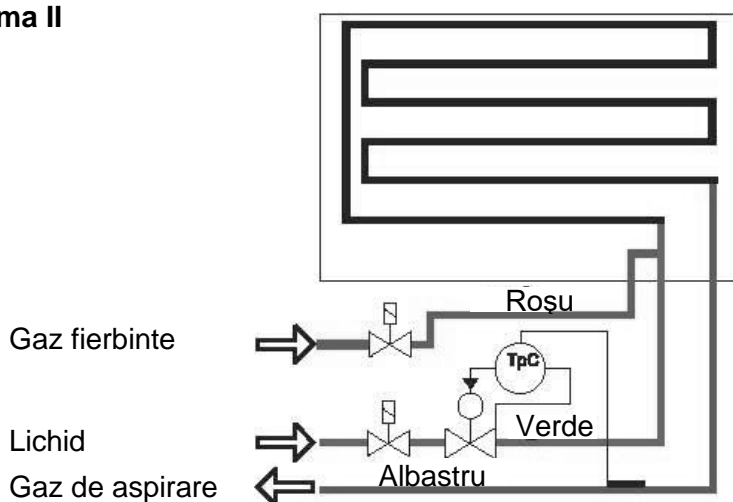 ma II
Roşu
Gaz fierbinte
TpC
Verde
Lichid
Albastru
Gaz de aspirare